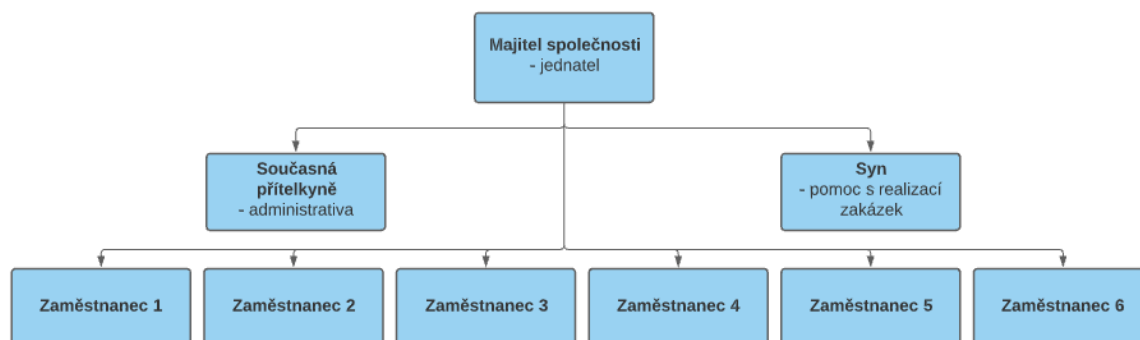 Majitel společnosti
- jednatel
Současná
přítelkyně
- administrativa
Syn
- pomoc s realizací
zakázek
Zaměstnanec 1
Zaměstnanec 2
Zaměstnanec 3
Zaměstnanec 4
Zaměstnanec 5
Zaměstnanec 6